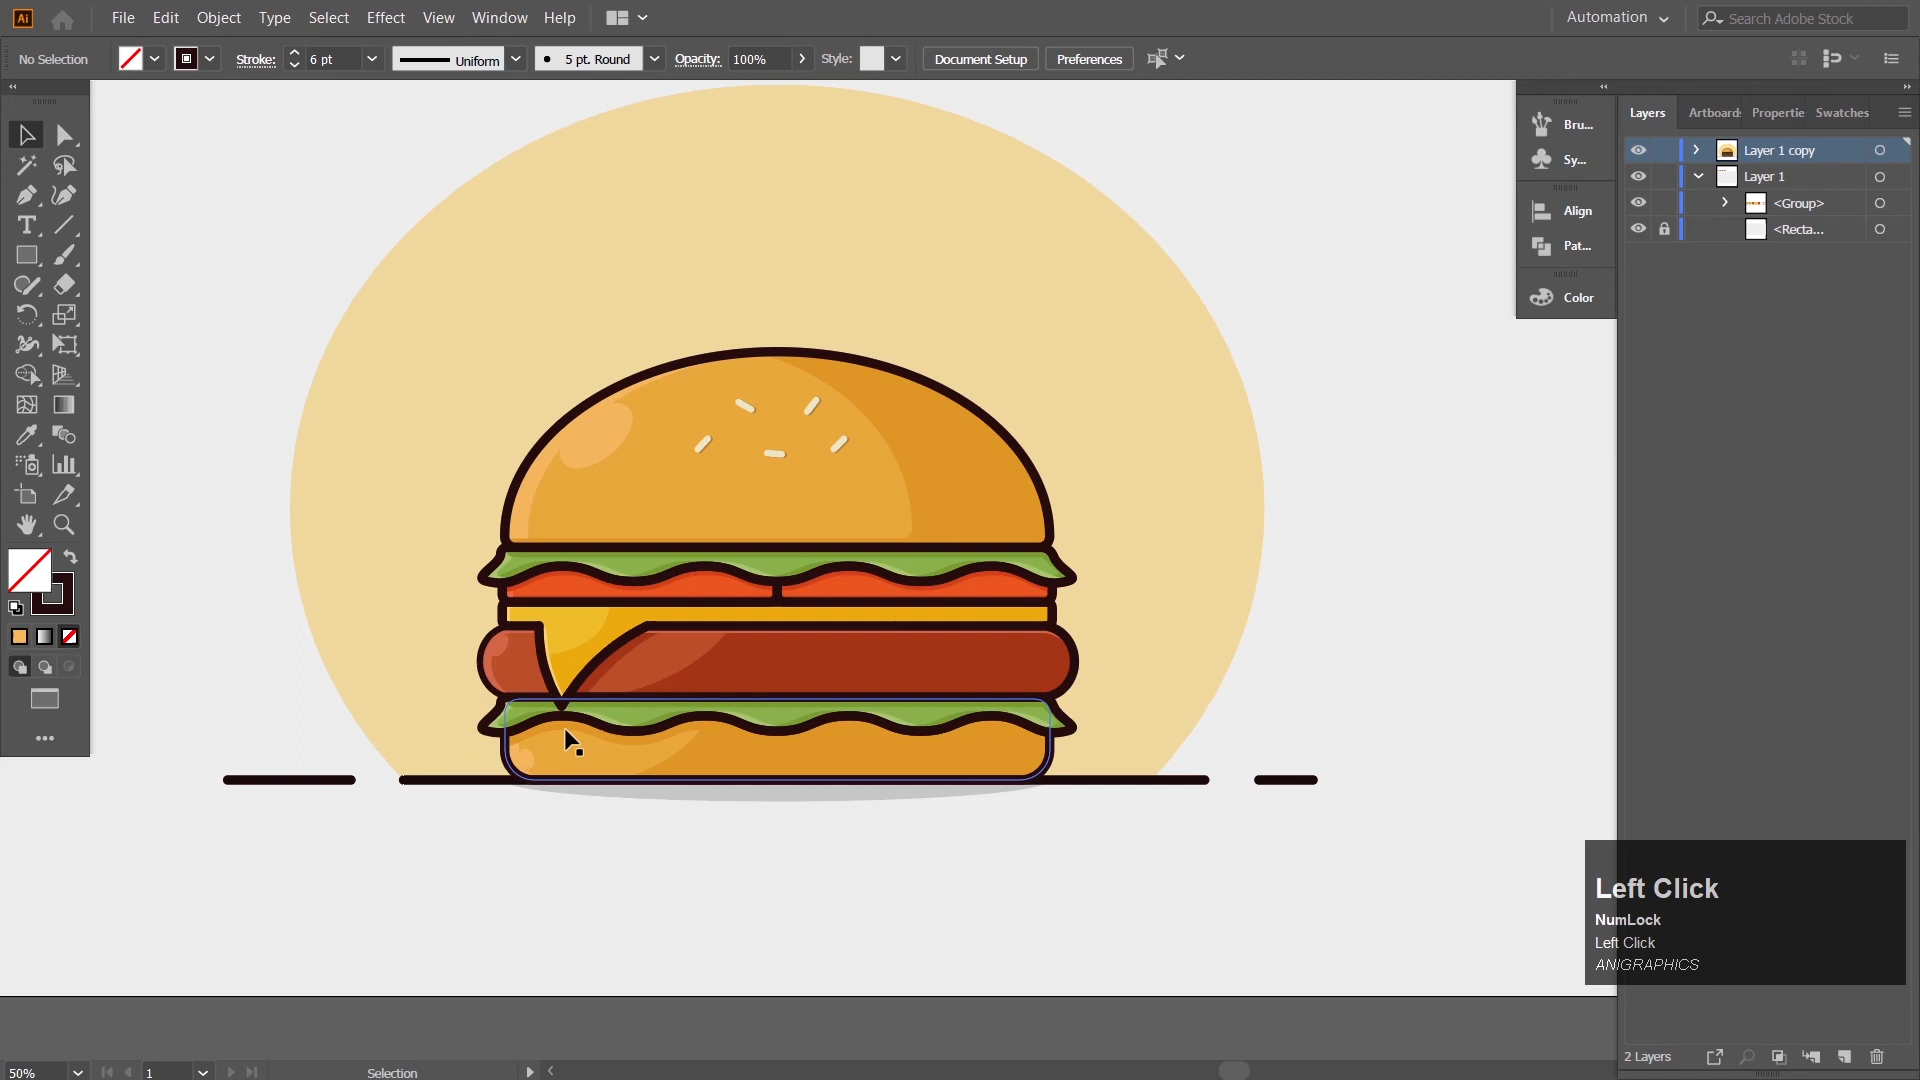 Ai File Edit Object Type Select Effect View Window Help Automation Search Adobe Stock
No Selection Stroke: 6 pt Uniform 5 pt. Round Opacity: 100% Style: Document Setup Preferences
Layers Artboards Propertie Swatches
Bru...
Sy...
Align
Pat...
Color
Layer 1 copy
Layer 1
<Group>
<Recta...
T
Left Click
NumLock
Left Click
ANIGRAPHICS
2 Layers
50% 1 Selection